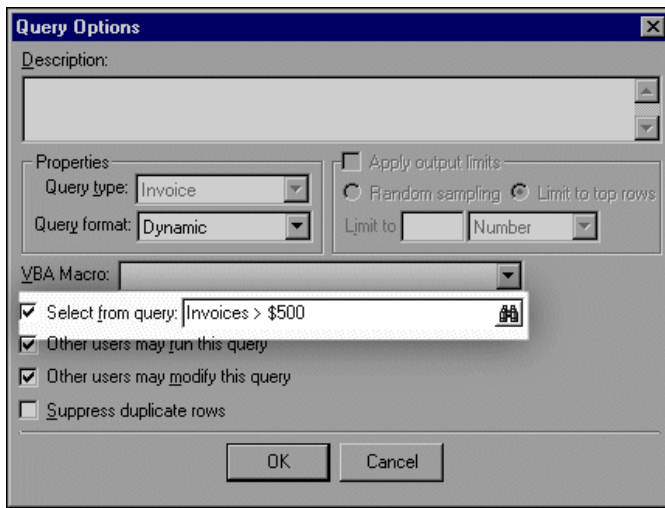 Query Options
Description:
Properties
Apply output limits
Query type: Invoice
Random sampling Limit to top rows
Query format: Dynamic
Limit to Number
VBA Macro:
Select from query: Invoices > $500
Other users may run this query
Other users may modify this query
Suppress duplicate rows
OK Cancel